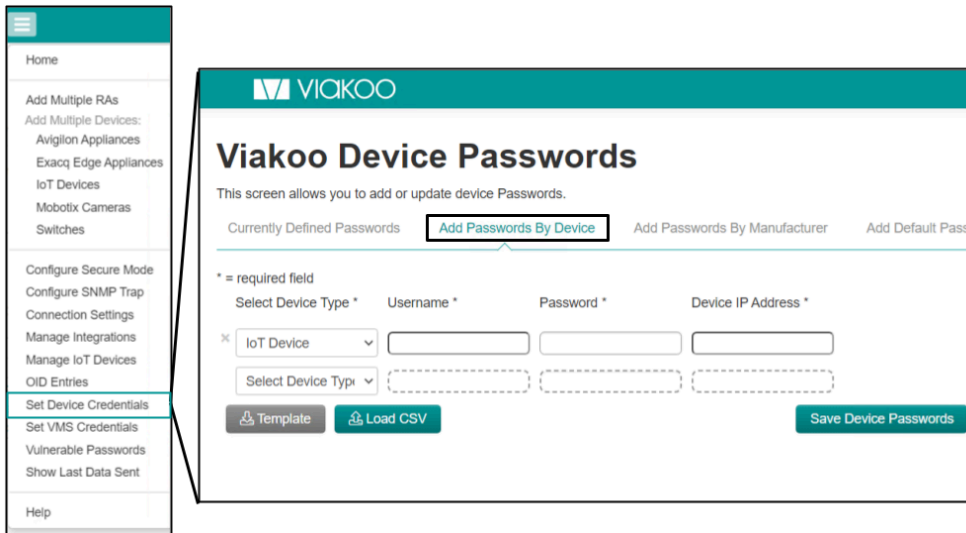 Home
Add Multiple RAs
Add Multiple Devices:
Avigilon Appliances
Exacq Edge Appliances
IoT Devices
Mobotix Cameras
Switches
Configure Secure Mode
Configure SNMP Trap
Connection Settings
Manage Integrations
Manage IoT Devices
OID Entries
Set Device Credentials
Set VMS Credentials
Vulnerable Passwords
Show Last Data Sent
Help
VIAKOO
Viakoo Device Passwords
This screen allows you to add or update device Passwords.
Currently Defined Passwords Add Passwords By Device Add Passwords By Manufacturer Add Default Pass
* = required field
Select Device Type * Username * Password * Device IP Address *
IoT Device
Select Device Typ
Template Load CSV Save Device Passwords